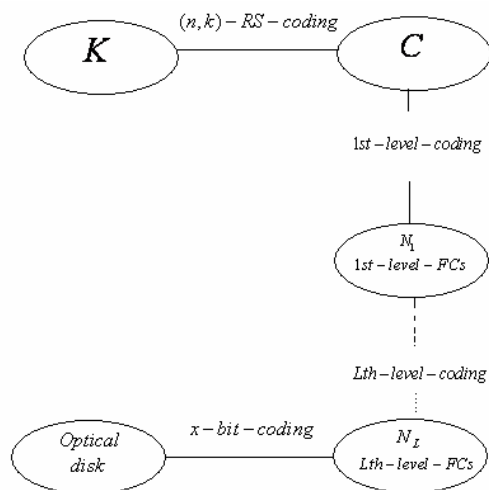 (n,k)-RS-coding
K
C
1st-level-coding
N₁
1st-level-FCs
Lth-level-coding
x-bit-coding
Optical
disk
N_L
Lth-level-FCs